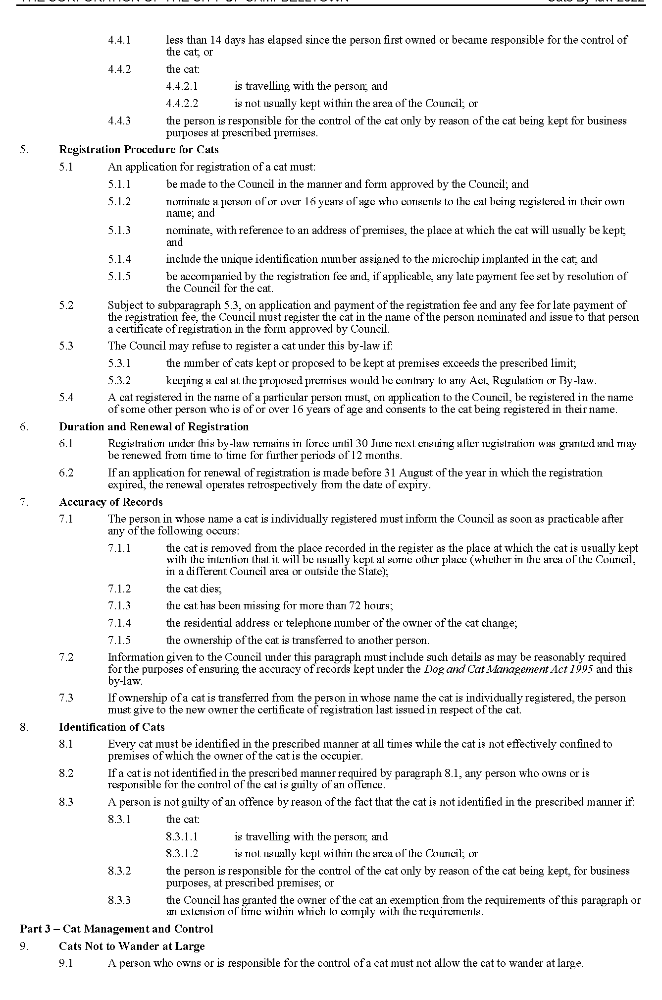 THE CORPORATION OF THE CITY OF CAMPBELLTOWN Cats By-law 2022
4.4.1 less than 14 days has elapsed since the person first owned or became responsible for the control of
the cat; or
4.4.2 the cat:
4.4.2.1 is travelling with the person; and
4.4.2.2 is not usually kept within the area of the Council; or
4.4.3 the person is responsible for the control of the cat only by reason of the cat being kept for business
purposes at prescribed premises.
5. Registration Procedure for Cats
5.1 An application for registration of a cat must:
5.1.1 be made to the Council in the manner and form approved by the Council; and
5.1.2 nominate a person of or over 16 years of age who consents to the cat being registered in their own
name; and
5.1.3 nominate, with reference to an address of premises, the place at which the cat will usually be kept;
and
5.1.4 include the unique identification number assigned to the microchip implanted in the cat; and
5.1.5 be accompanied by the registration fee and, if applicable, any late payment fee set by resolution of
the Council for the cat.
5.2 Subject to subparagraph 5.3, on application and payment of the registration fee and any fee for late payment of
the registration fee, the Council must register the cat in the name of the person nominated and issue to that person
a certificate of registration in the form approved by Council.
5.3 The Council may refuse to register a cat under this by-law if:
5.3.1 the number of cats kept or proposed to be kept at premises exceeds the prescribed limit;
5.3.2 keeping a cat at the proposed premises would be contrary to any Act, Regulation or By-law.
5.4 A cat registered in the name of a particular person must, on application to the Council, be registered in the name
of some other person who is of or over 16 years of age and consents to the cat being registered in their name.
6. Duration and Renewal of Registration
6.1 Registration under this by-law remains in force until 30 June next ensuing after registration was granted and may
be renewed from time to time for further periods of 12 months.
6.2 If an application for renewal of registration is made before 31 August of the year in which the registration
expired, the renewal operates retrospectively from the date of expiry.
7. Accuracy of Records
7.1 The person in whose name a cat is individually registered must inform the Council as soon as practicable after
any of the following occurs:
7.1.1 the cat is removed from the place recorded in the register as the place at which the cat is usually kept
with the intention that it will be usually kept at some other place (whether in the area of the Council,
in a different Council area or outside the State);
7.1.2 the cat dies;
7.1.3 the cat has been missing for more than 72 hours;
7.1.4 the residential address or telephone number of the owner of the cat change;
7.1.5 the ownership of the cat is transferred to another person.
7.2 Information given to the Council under this paragraph must include such details as may be reasonably required
for the purposes of ensuring the accuracy of records kept under the Dog and Cat Management Act 1995 and this
by-law.
7.3 If ownership of a cat is transferred from the person in whose name the cat is individually registered, the person
must give to the new owner the certificate of registration last issued in respect of the cat.
8. Identification of Cats
8.1 Every cat must be identified in the prescribed manner at all times while the cat is not effectively confined to
premises of which the owner of the cat is the occupier.
8.2 If a cat is not identified in the prescribed manner required by paragraph 8.1, any person who owns or is
responsible for the control of the cat is guilty of an offence.
8.3 A person is not guilty of an offence by reason of the fact that the cat is not identified in the prescribed manner if:
8.3.1 the cat:
8.3.1.1 is travelling with the person; and
8.3.1.2 is not usually kept within the area of the Council; or
8.3.2 the person is responsible for the control of the cat only by reason of the cat being kept, for business
purposes, at prescribed premises; or
8.3.3 the Council has granted the owner of the cat an exemption from the requirements of this paragraph or
an extension of time within which to comply with the requirements.
Part 3 – Cat Management and Control
9. Cats Not to Wander at Large
9.1 A person who owns or is responsible for the control of a cat must not allow the cat to wander at large.